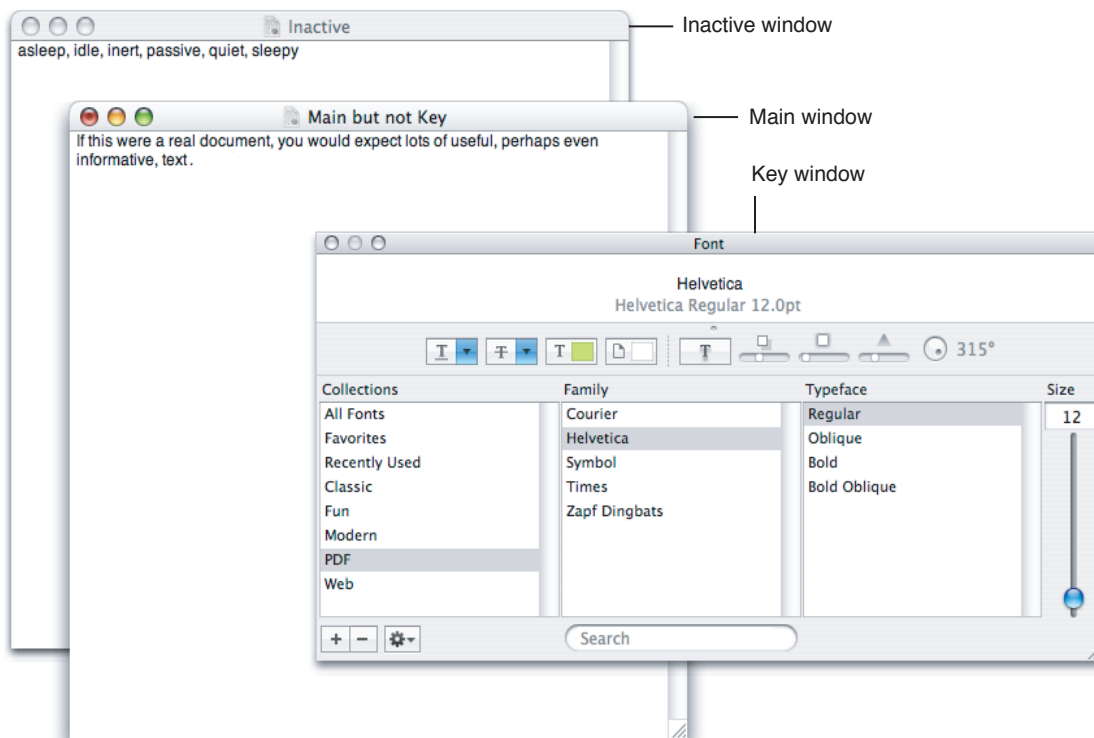 Inactive
Inactive window
asleep, idle, inert, passive, quiet, sleepy
Main but not Key
Main window
If this were a real document, you would expect lots of useful, perhaps even
informative, text.
Key window
Font
Helvetica
Helvetica Regular 12.0pt
T T T T 315°
Collections Family Typeface Size
All Fonts Courier Regular 12
Favorites Helvetica Oblique
Recently Used Symbol Bold
Classic Times Bold Oblique
Fun Zapf Dingbats
Modern
PDF
Web
+ − Search